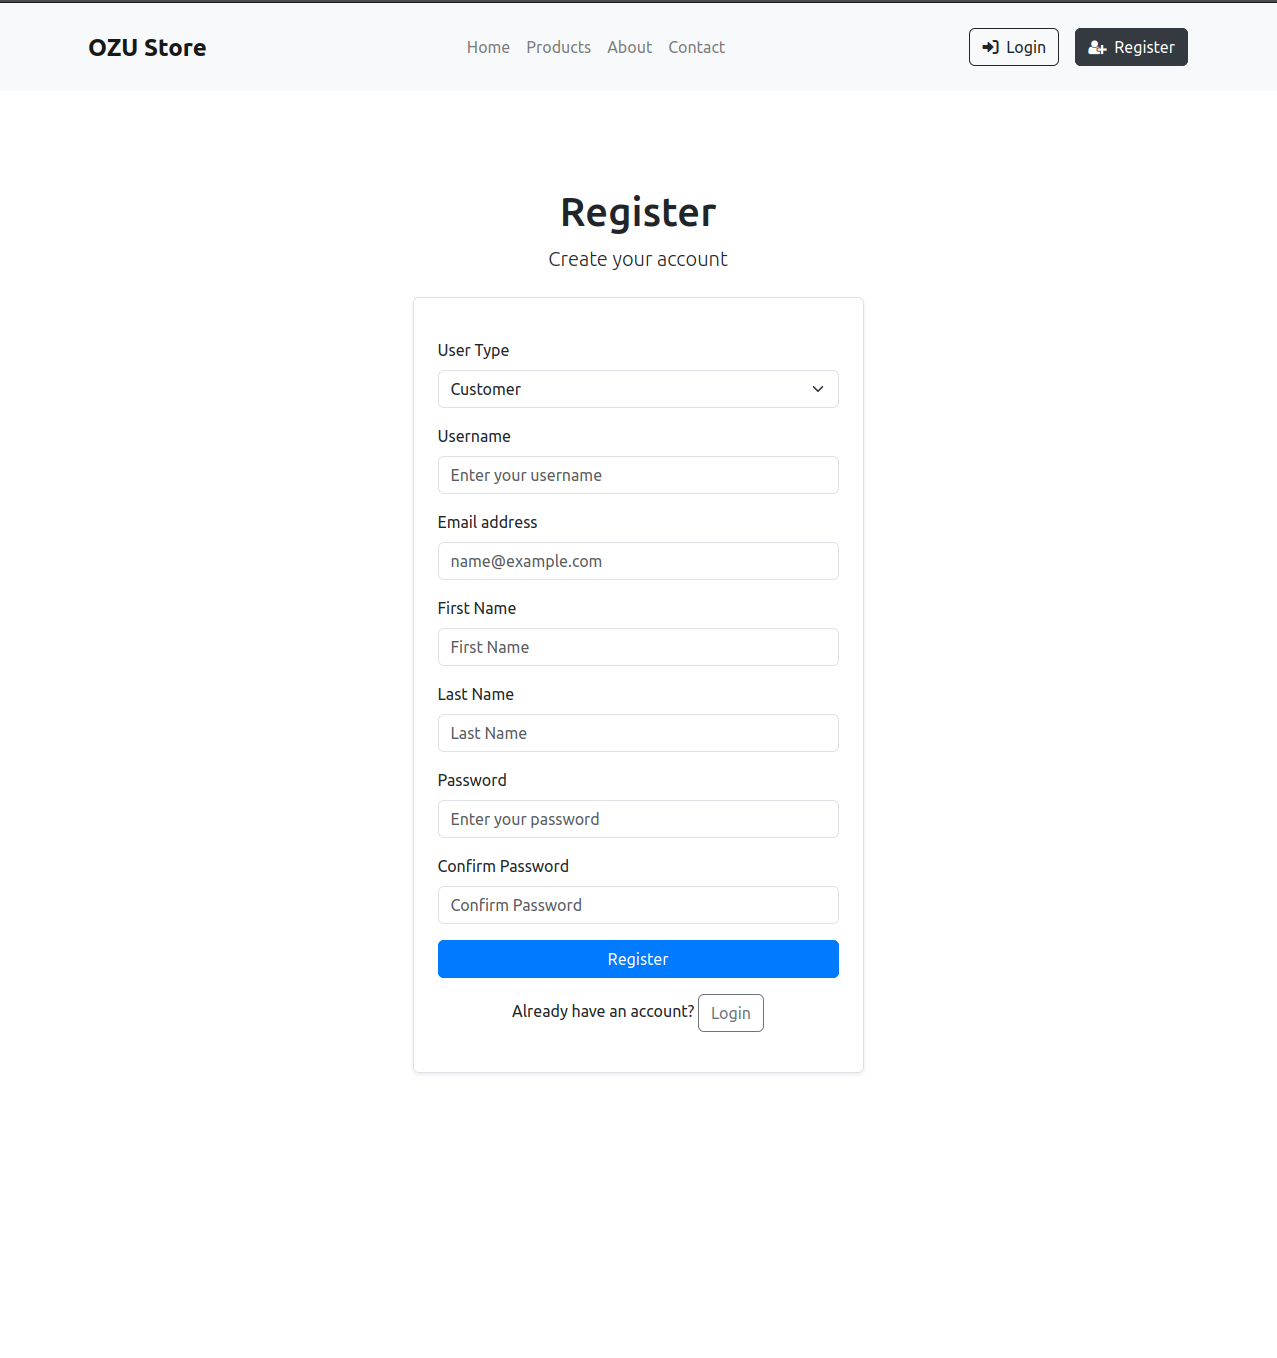 OZU Store
Home Products About Contact
Login Register
Register
Create your account
User Type
Customer
Username
Enter your username
Email address
name@example.com
First Name
First Name
Last Name
Last Name
Password
Enter your password
Confirm Password
Confirm Password
Register
Already have an account? Login